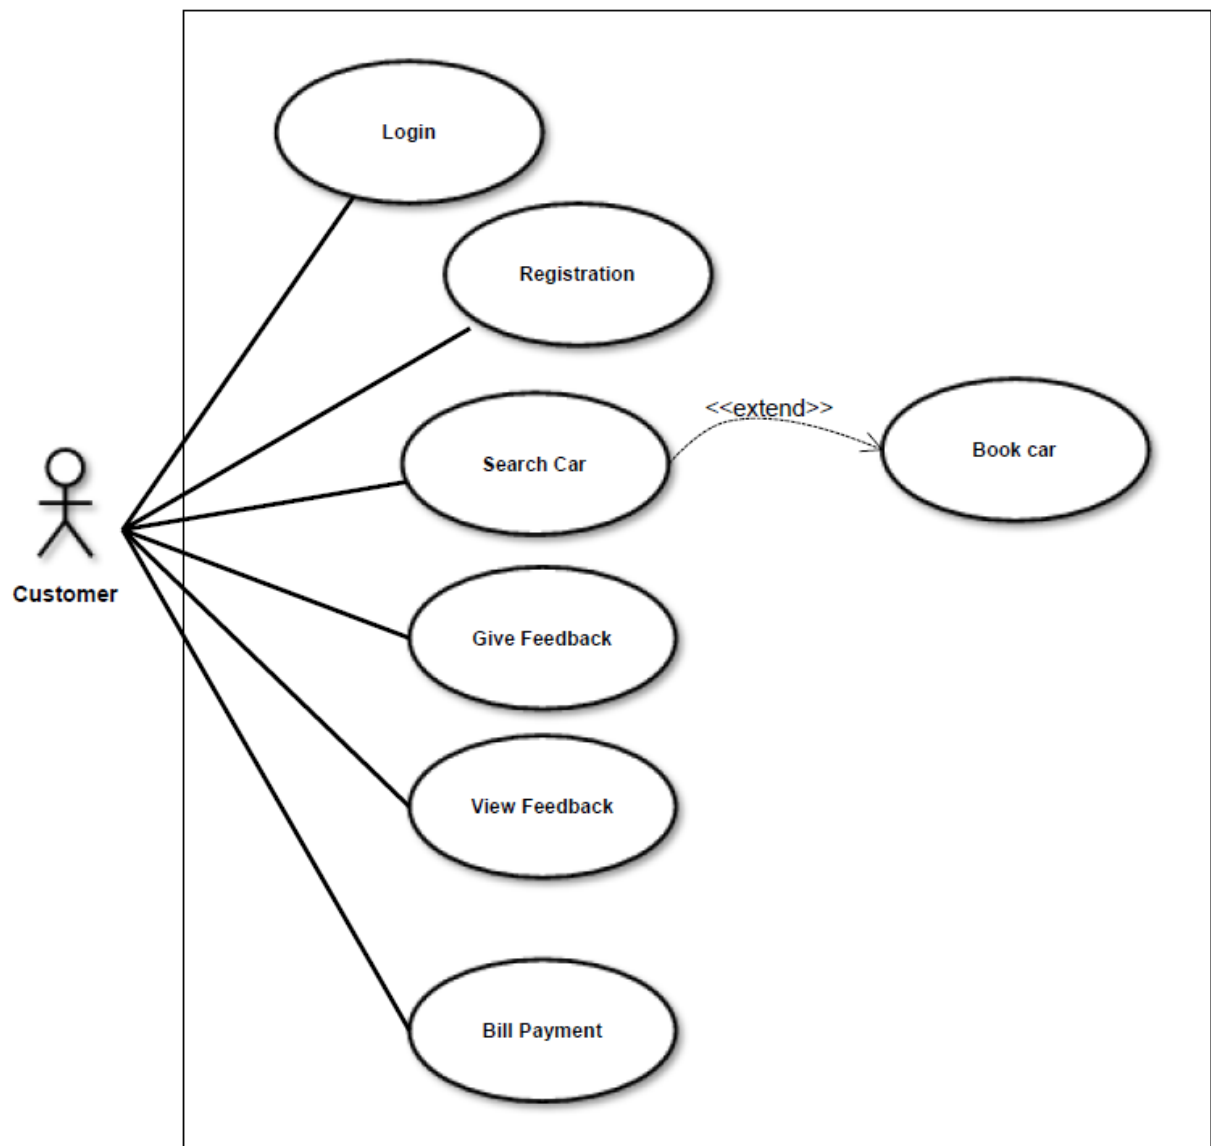 Login
Registration
<<extend>>
Search Car
Book car
Customer
Give Feedback
View Feedback
Bill Payment